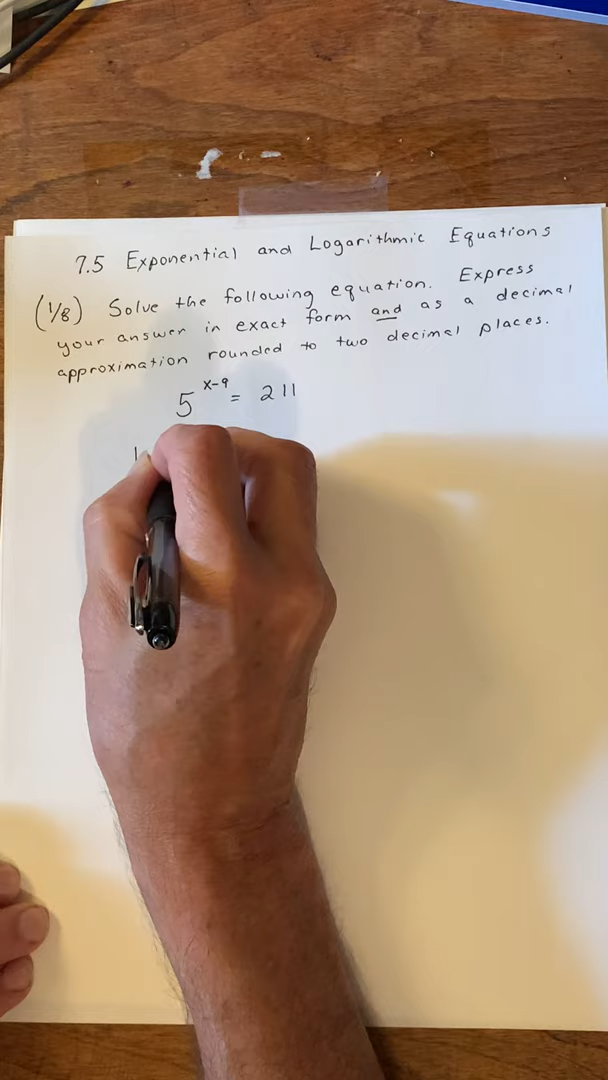 7.5 Exponential and Logarithmic Equations
(1/8) Solve the following equation. Express
your answer in exact form and as a decimal
approximation rounded to two decimal places.
5^{x-9} = 211